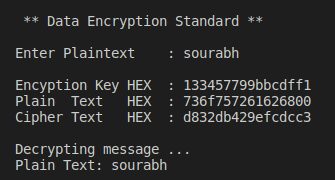 ** Data Encryption Standard **
Enter Plaintext : sourabh
Encyption Key HEX : 133457799bbcdff1
Plain Text HEX : 736f757261626800
Cipher Text HEX : d832db429efcdcc3
Decrypting message ...
Plain Text: sourabh